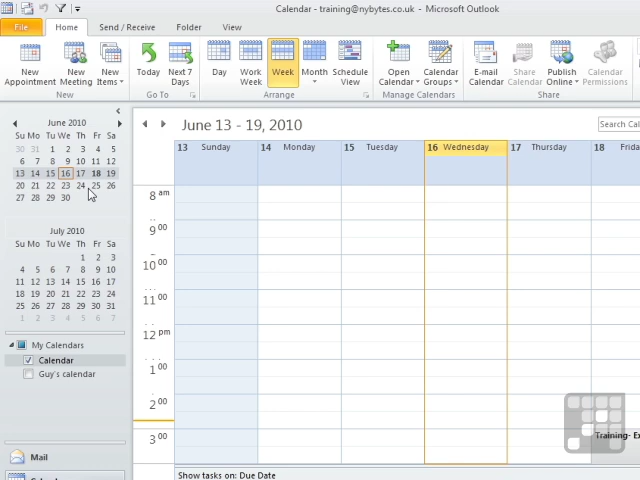 Calendar - training@nybytes.co.uk - Microsoft Outlook
File Home Send / Receive Folder View
New Appointment New Meeting New Items Today Next 7 Days Day Work Week Week Month Schedule View Open Calendar Calendar Groups E-mail Calendar Share Calendar Publish Online Calendar Permissions
New Go To Arrange Manage Calendars Share
June 2010
Su Mo Tu We Th Fr Sa
30 31 1 2 3 4 5
6 7 8 9 10 11 12
13 14 15 16 17 18 19
20 21 22 23 24 25 26
27 28 29 30
July 2010
Su Mo Tu We Th Fr Sa
1 2 3
4 5 6 7 8 9 10
11 12 13 14 15 16 17
18 19 20 21 22 23 24
25 26 27 28 29 30 31
1 2 3 4 5 6 7
My Calendars
Calendar
Guy's calendar
Mail
June 13 - 19, 2010
Search Cal
13 Sunday 14 Monday 15 Tuesday 16 Wednesday 17 Thursday 18 Frida
8 am
9 00
10 00
11 00
12 pm
1 00
2 00
3 00
Training- Ex
Show tasks on: Due Date